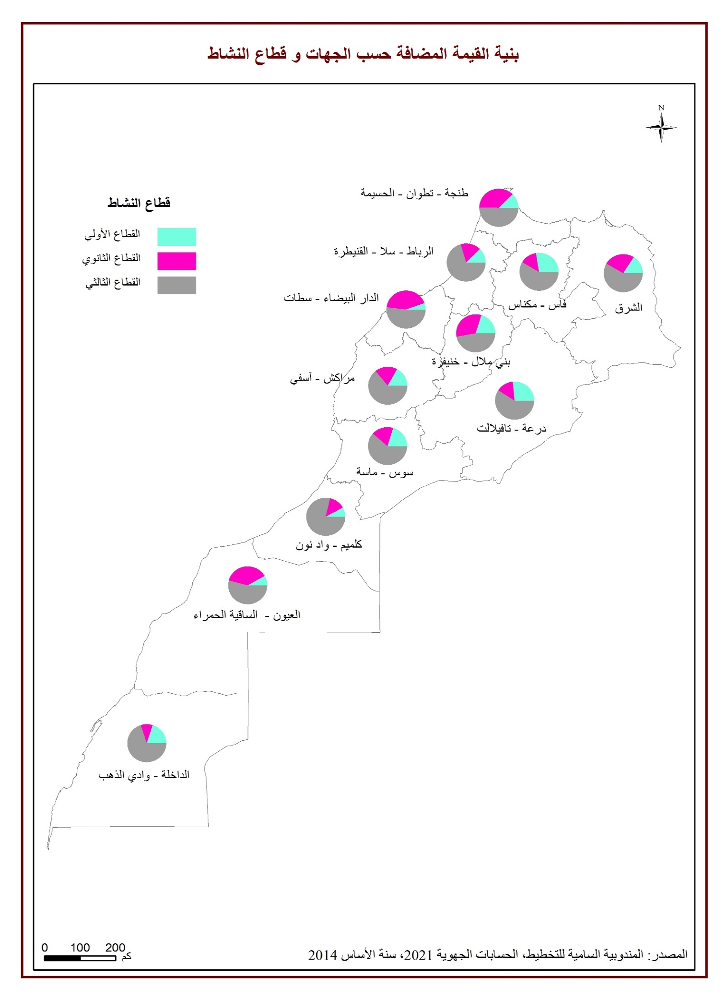 بنية القيمة المضافة حسب الجهات و قطاع النشاط
N
طنجة - تطوان - الحسيمة
قطاع النشاط
القطاع الأولي
القطاع الثانوي
القطاع الثالثي
الرباط - سلا - القنيطرة
الدار البيضاء - سطات
فاس - مكناس
الشرق
بني ملال - خنيفرة
مراكش - آسفي
درعة - تافيلالت
سوس - ماسة
كلميم - واد نون
العيون - الساقية الحمراء
الداخلة - وادي الذهب
0 100 200
كم
المصدر: المندوبية السامية للتخطيط، الحسابات الجهوية 2021، سنة الأساس 2014